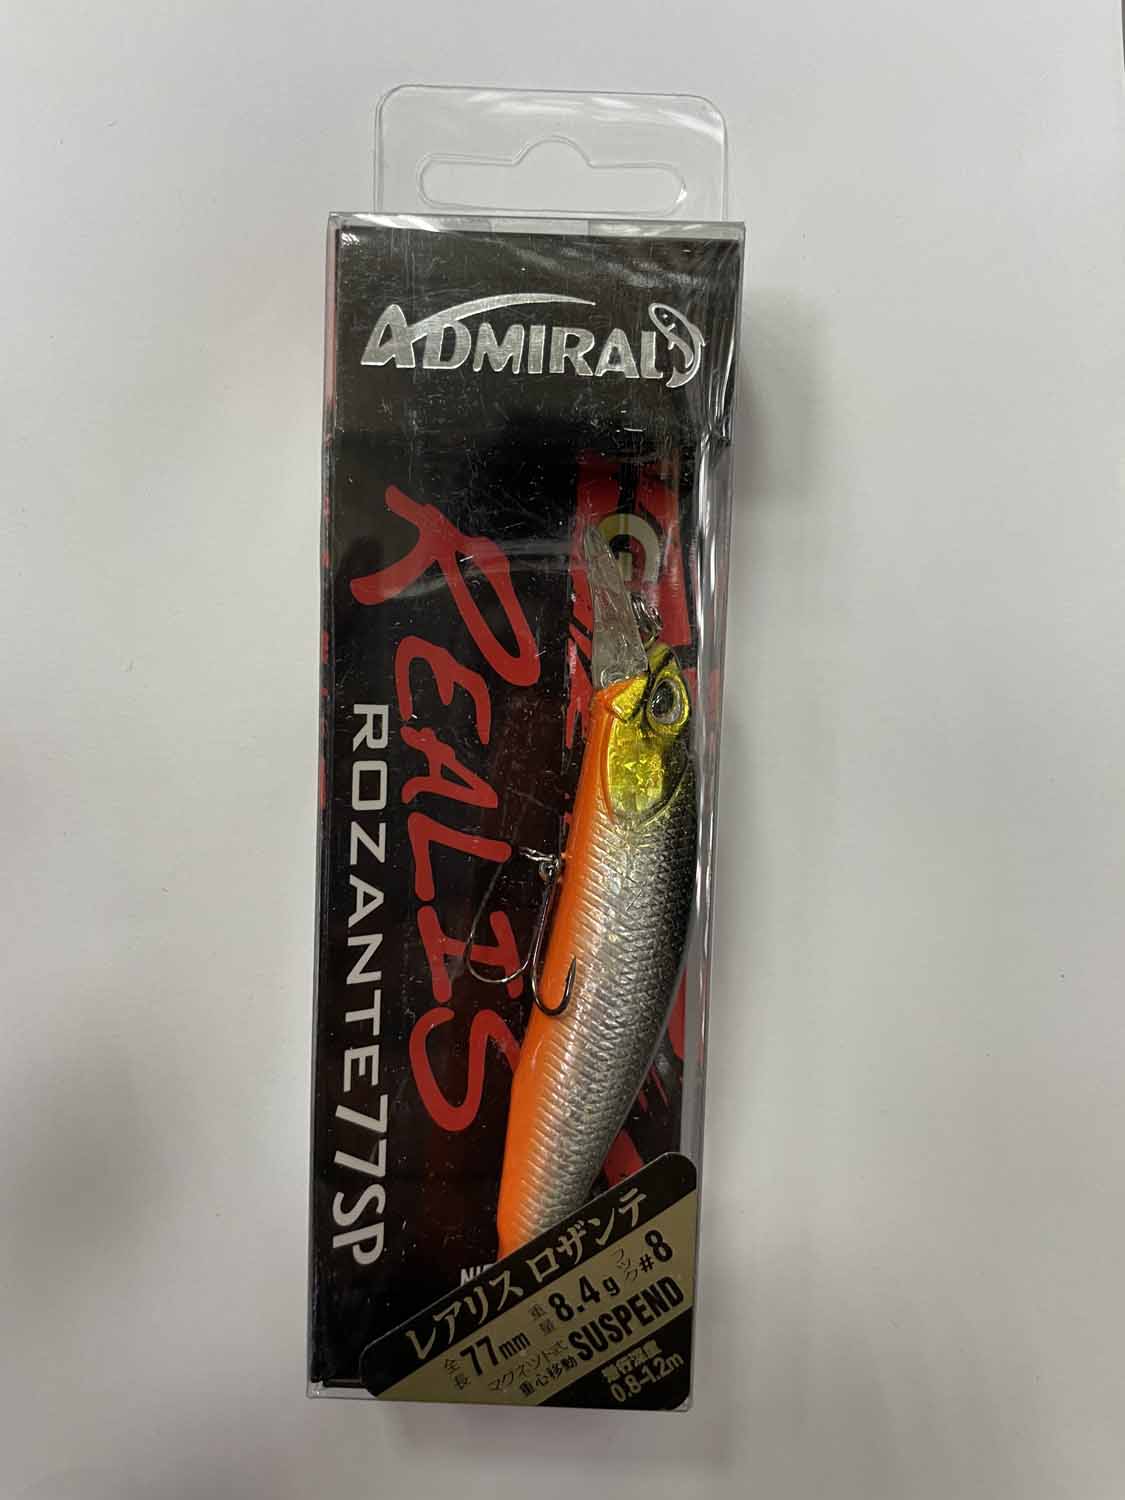 ADMIRAL
REALIS
ROZANTE77SP
レアリス ロザンテ
全長 77mm 重量 8.4g フック #8
マグネット式重心移動 SUSPEND
潜行深度
0.8-1.2m